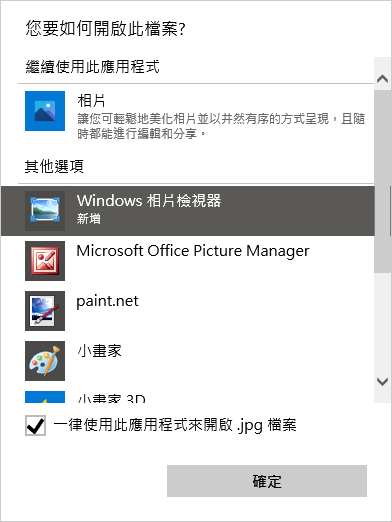 您要如何開啟此檔案?
繼續使用此應用程式
相片
讓您可輕鬆地美化相片並以井然有序的方式呈現，且隨
時都能進行編輯和分享。
其他選項
Windows 相片檢視器
新增
Microsoft Office Picture Manager
paint.net
小畫家
小畫家 3D
一律使用此應用程式來開啟 .jpg 檔案
確定